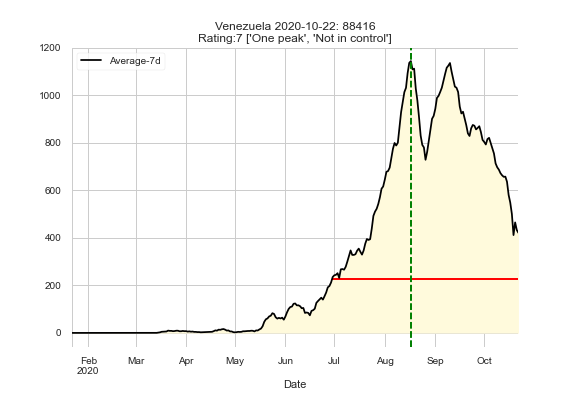 Venezuela 2020-10-22: 88416
Rating:7 ['One peak', 'Not in control']
Average-7d
1200
1000
800
600
400
200
0
Feb Mar Apr May Jun Jul Aug Sep Oct
2020
Date